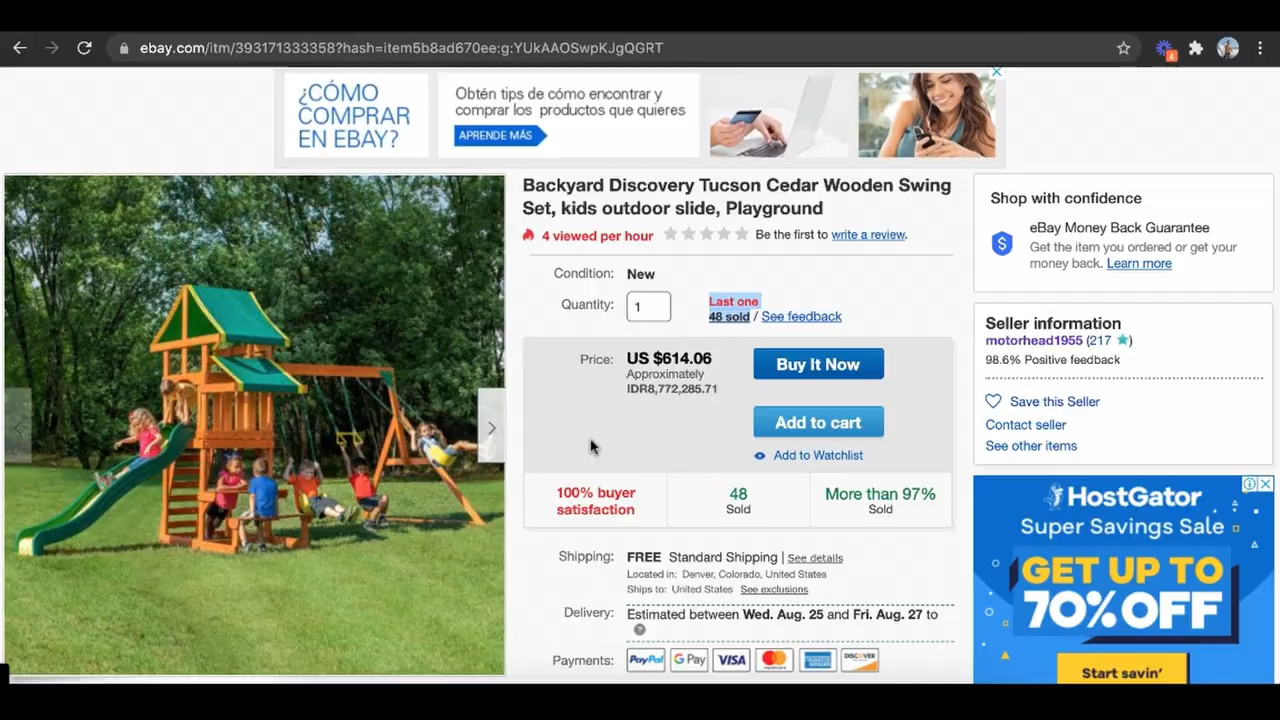 ebay.com/itm/393171333358?hash=item5b8ad670ee:g:YUkAAOSwpKJgQGRT
4
¿CÓMO
COMPRAR
EN EBAY?
Obtén tips de cómo encontrar y
comprar los productos que quieres
APRENDE MÁS
Backyard Discovery Tucson Cedar Wooden Swing
Set, kids outdoor slide, Playground
4 viewed per hour
Be the first to write a review.
Condition: New
Quantity: 1
Last one
48 sold / See feedback
Price: US $614.06
Approximately
IDR8,772,285.71
Buy It Now
Add to cart
Add to Watchlist
100% buyer
satisfaction
48
Sold
More than 97%
Sold
Shipping: FREE Standard Shipping | See details
Located in: Denver, Colorado, United States
Ships to: United States See exclusions
Delivery: Estimated between Wed. Aug. 25 and Fri. Aug. 27 to
?
Payments: PayPal G Pay VISA MasterCard AMERICAN EXPRESS DISCOVER
Shop with confidence
$
eBay Money Back Guarantee
Get the item you ordered or get your
money back. Learn more
Seller information
motorhead1955 (217 )
98.6% Positive feedback
Save this Seller
Contact seller
See other items
HostGator
Super Savings Sale
GET UP TO
70% OFF
Start savin’